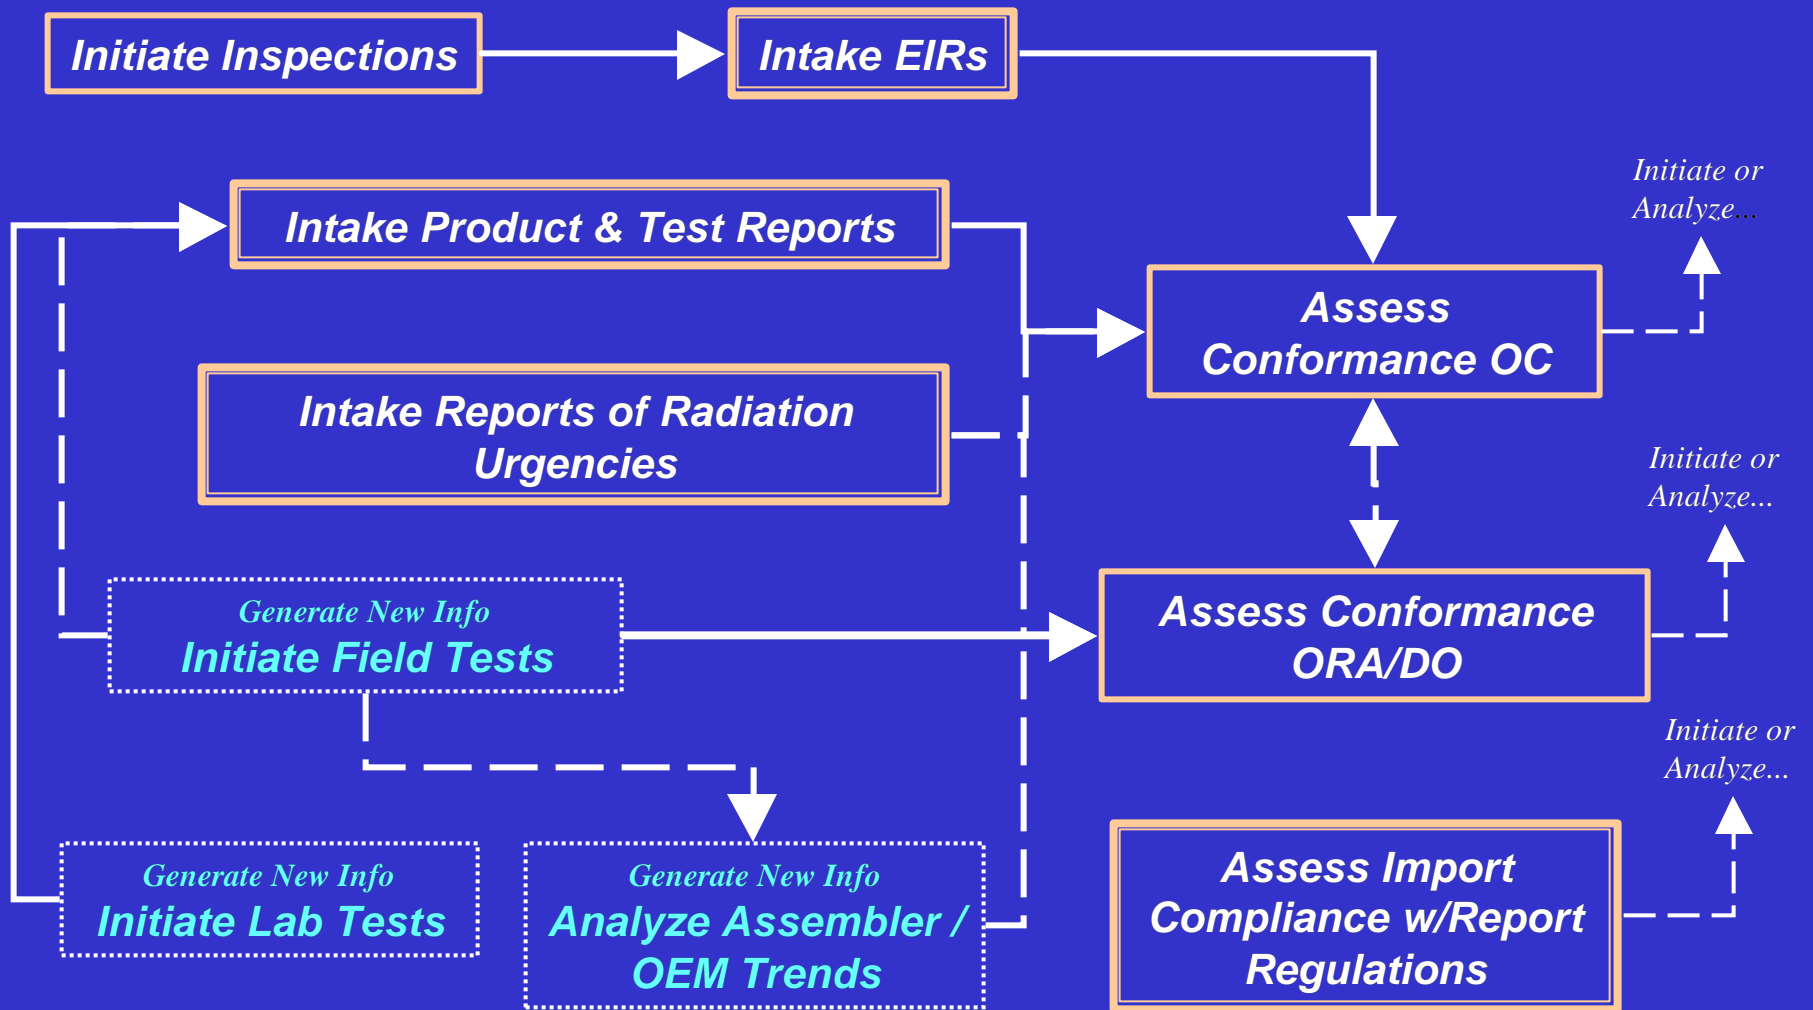 Initiate Inspections
Intake EIRs
Initiate or
Analyze...
Intake Product & Test Reports
Assess
Conformance OC
Intake Reports of Radiation
Urgencies
Initiate or
Analyze...
Generate New Info
Initiate Field Tests
Assess Conformance
ORA/DO
Initiate or
Analyze...
Generate New Info
Initiate Lab Tests
Generate New Info
Analyze Assembler /
OEM Trends
Assess Import
Compliance w/Report
Regulations